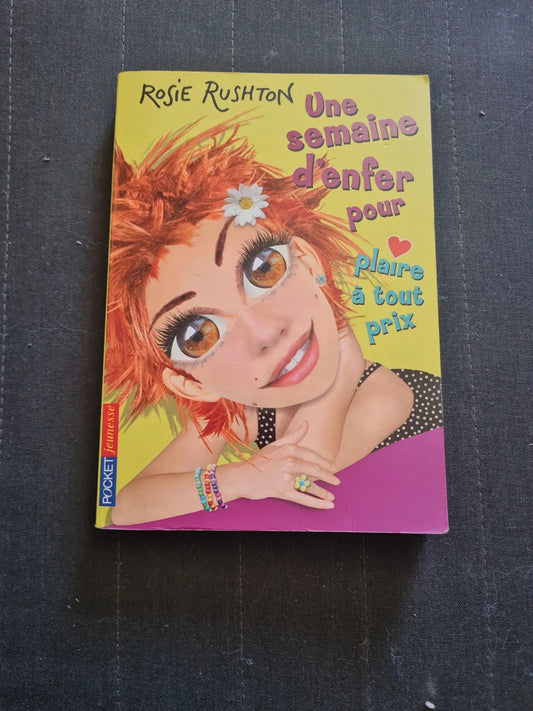 Rosie Rushton
Une
semaine
d'enfer
pour
plaire
à tout
prix
POCKET jeunesse